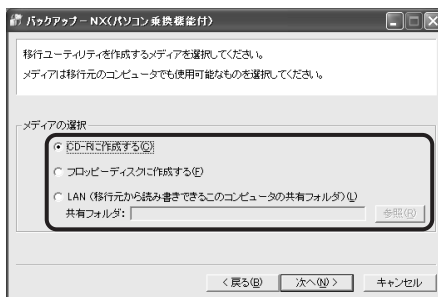 バックアップ－NX(パソコン乗換機能付)
移行ユーティリティを作成するメディアを選択してください。
メディアは移行元のコンピュータでも使用可能なものを選択してください。
メディアの選択
CD-Rに作成する(C)
フロッピーディスクに作成する(F)
LAN (移行元から読み書きできるこのコンピュータの共有フォルダ)(L)
共有フォルダ: 参照(R)
< 戻る(B) 次へ(N) > キャンセル